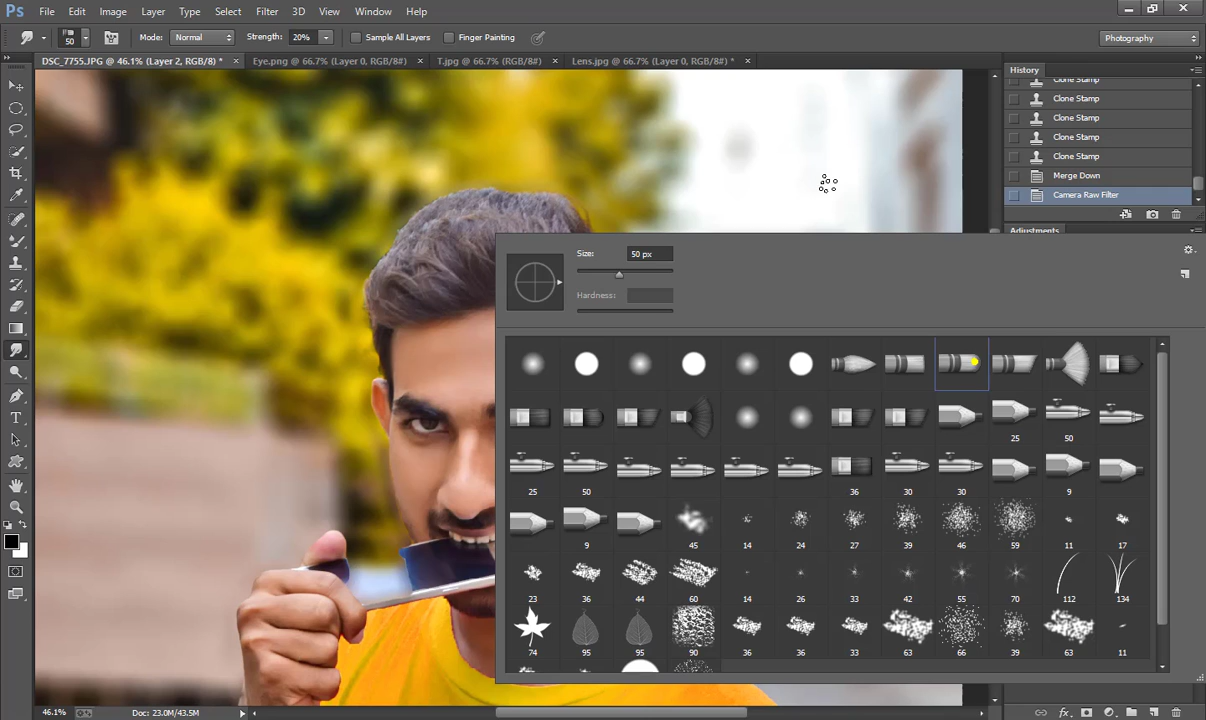 Ps File Edit Image Layer Type Select Filter 3D View Window Help
50 Mode: Normal Strength: 20% Sample All Layers Finger Painting Photography
DSC_7755.JPG @ 46.1% (Layer 2, RGB/8) * × Eye.png @ 66.7% (Layer 0, RGB/8#) × T.jpg @ 66.7% (RGB/8#) × Lens.jpg @ 66.7% (Layer 0, RGB/8#) * ×
History
Clone Stamp
Clone Stamp
Clone Stamp
Clone Stamp
Clone Stamp
Merge Down
Camera Raw Filter
Adjustments
Size: 50 px
Hardness:
25 50
25 50 36 30 30 9
9 45 14 24 27 39 46 59 11 17
23 36 44 60 14 26 33 42 55 70 112 134
74 95 95 90 36 36 33 63 66 39 63 11
46.1% Doc: 23.0M/43.5M
fx